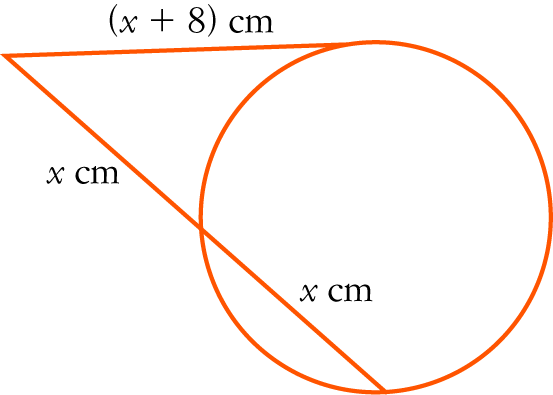 (x + 8) cm
x cm
x cm